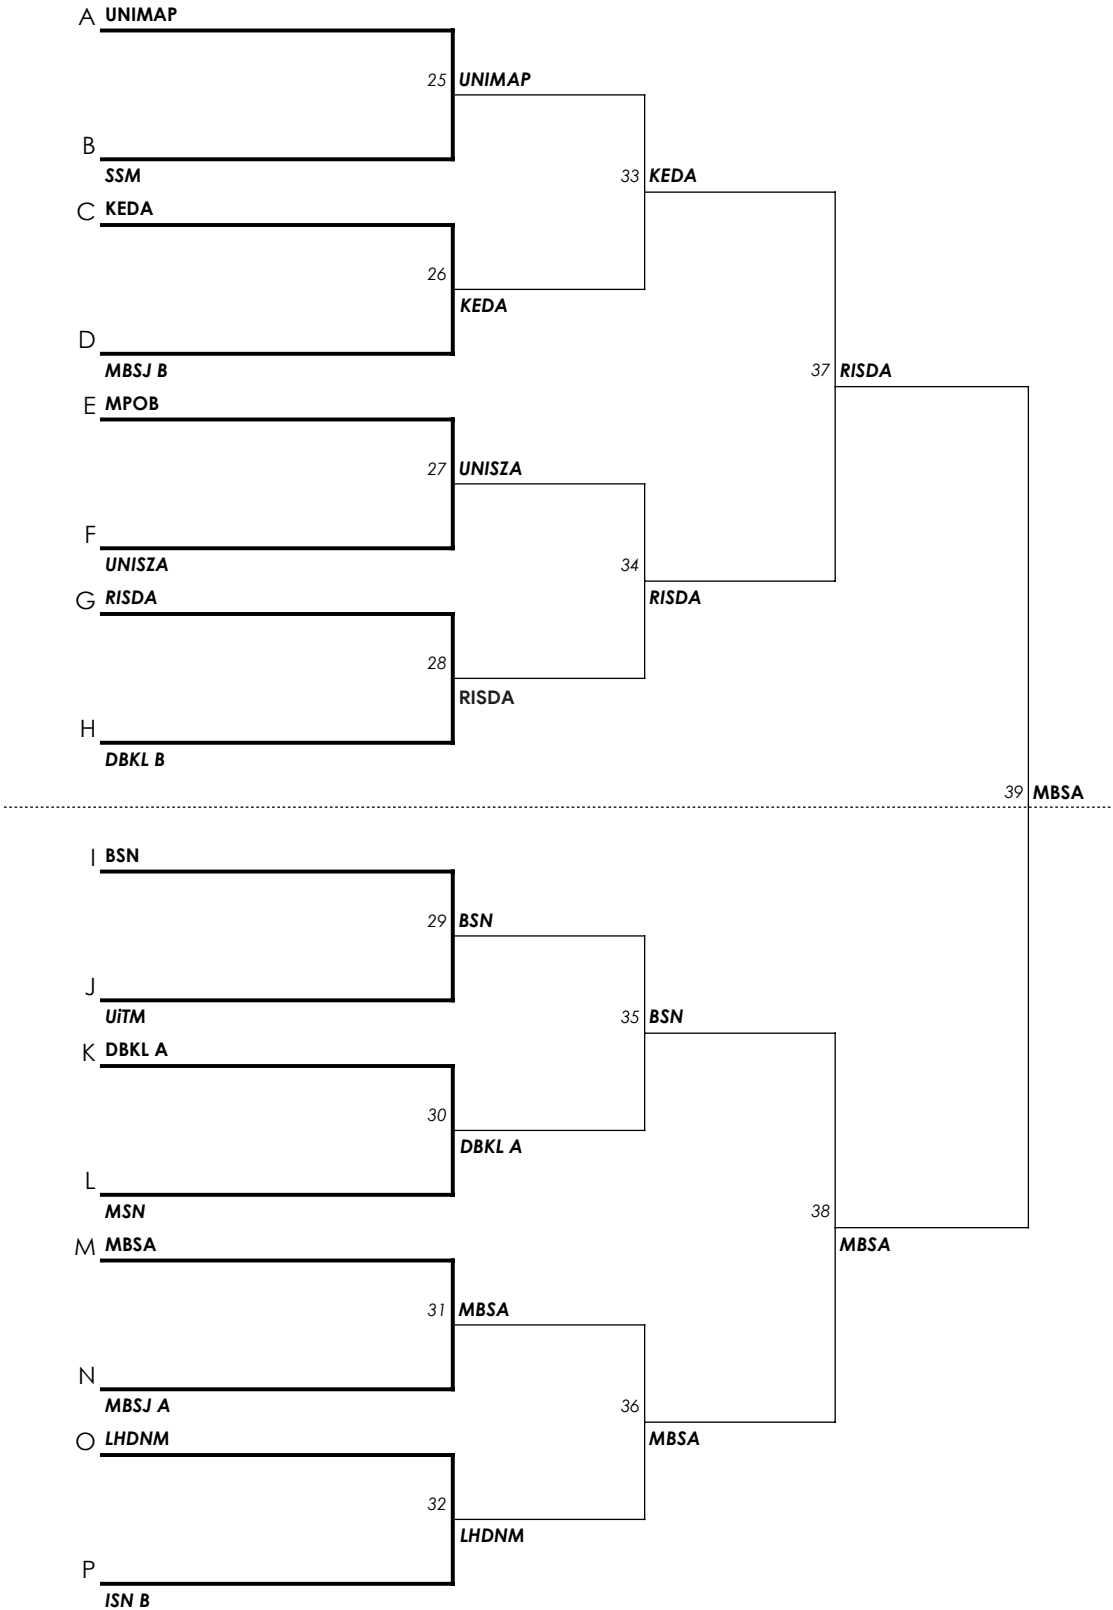 A UNIMAP
25 UNIMAP
B
SSM
33 KEDA
C KEDA
26
KEDA
D
MBSJ B
37 RISDA
E MPOB
27 UNISZA
F
UNISZA
34
RISDA
G RISDA
28
RISDA
H
DBKL B
39 MBSA
I BSN
29 BSN
J
UiTM
35 BSN
K DBKL A
30
DBKL A
L
MSN
38
MBSA
M MBSA
31 MBSA
N
MBSJ A
36
MBSA
O LHDNM
32
LHDNM
P
ISN B